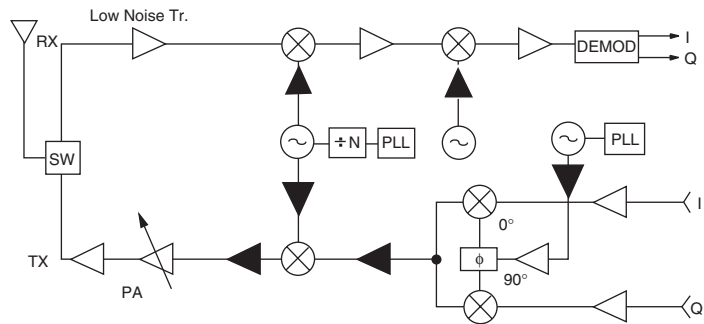 Low Noise Tr.
RX
DEMOD
I
Q
SW
÷N
PLL
PLL
0°
I
ϕ
90°
TX
PA
Q